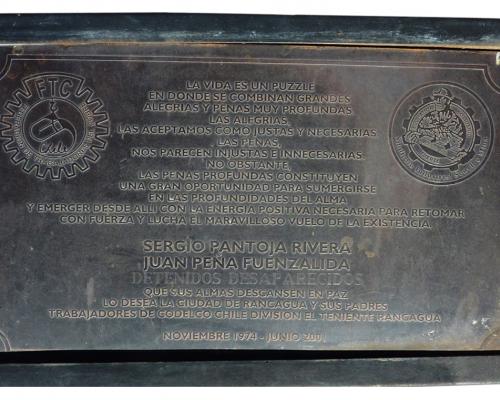 FTC
LA VIDA ES UN PUZZLE
EN DONDE SE COMBINAN GRANDES
ALEGRIAS Y PENAS MUY PROFUNDAS
LAS ALEGRIAS,
LAS ACEPTAMOS COMO JUSTAS Y NECESARIAS
LAS PENAS,
NOS PARECEN INJUSTAS E INNECESARIAS
NO OBSTANTE,
LAS PENAS PROFUNDAS CONSTITUYEN
UNA GRAN OPORTUNIDAD PARA SUMERGIRSE
EN LAS PROFUNDIDADES DEL ALMA
Y EMERGER DESDE ALLI CON LA ENERGIA POSITIVA NECESARIA PARA RETOMAR
CON FUERZA Y LUCHA EL MARAVILLOSO VUELO DE LA EXISTENCIA.
SERGIO PANTOJA RIVERA
JUAN PEÑA FUENZALIDA
DETENIDOS DESAPARECIDOS
QUE SUS ALMAS DESCANSEN EN PAZ
LO DESEA LA CIUDAD DE RANCAGUA Y SUS PADRES
TRABAJADORES DE CODELCO CHILE DIVISION EL TENIENTE RANCAGUA
NOVIEMBRE 1974 - JUNIO 2001